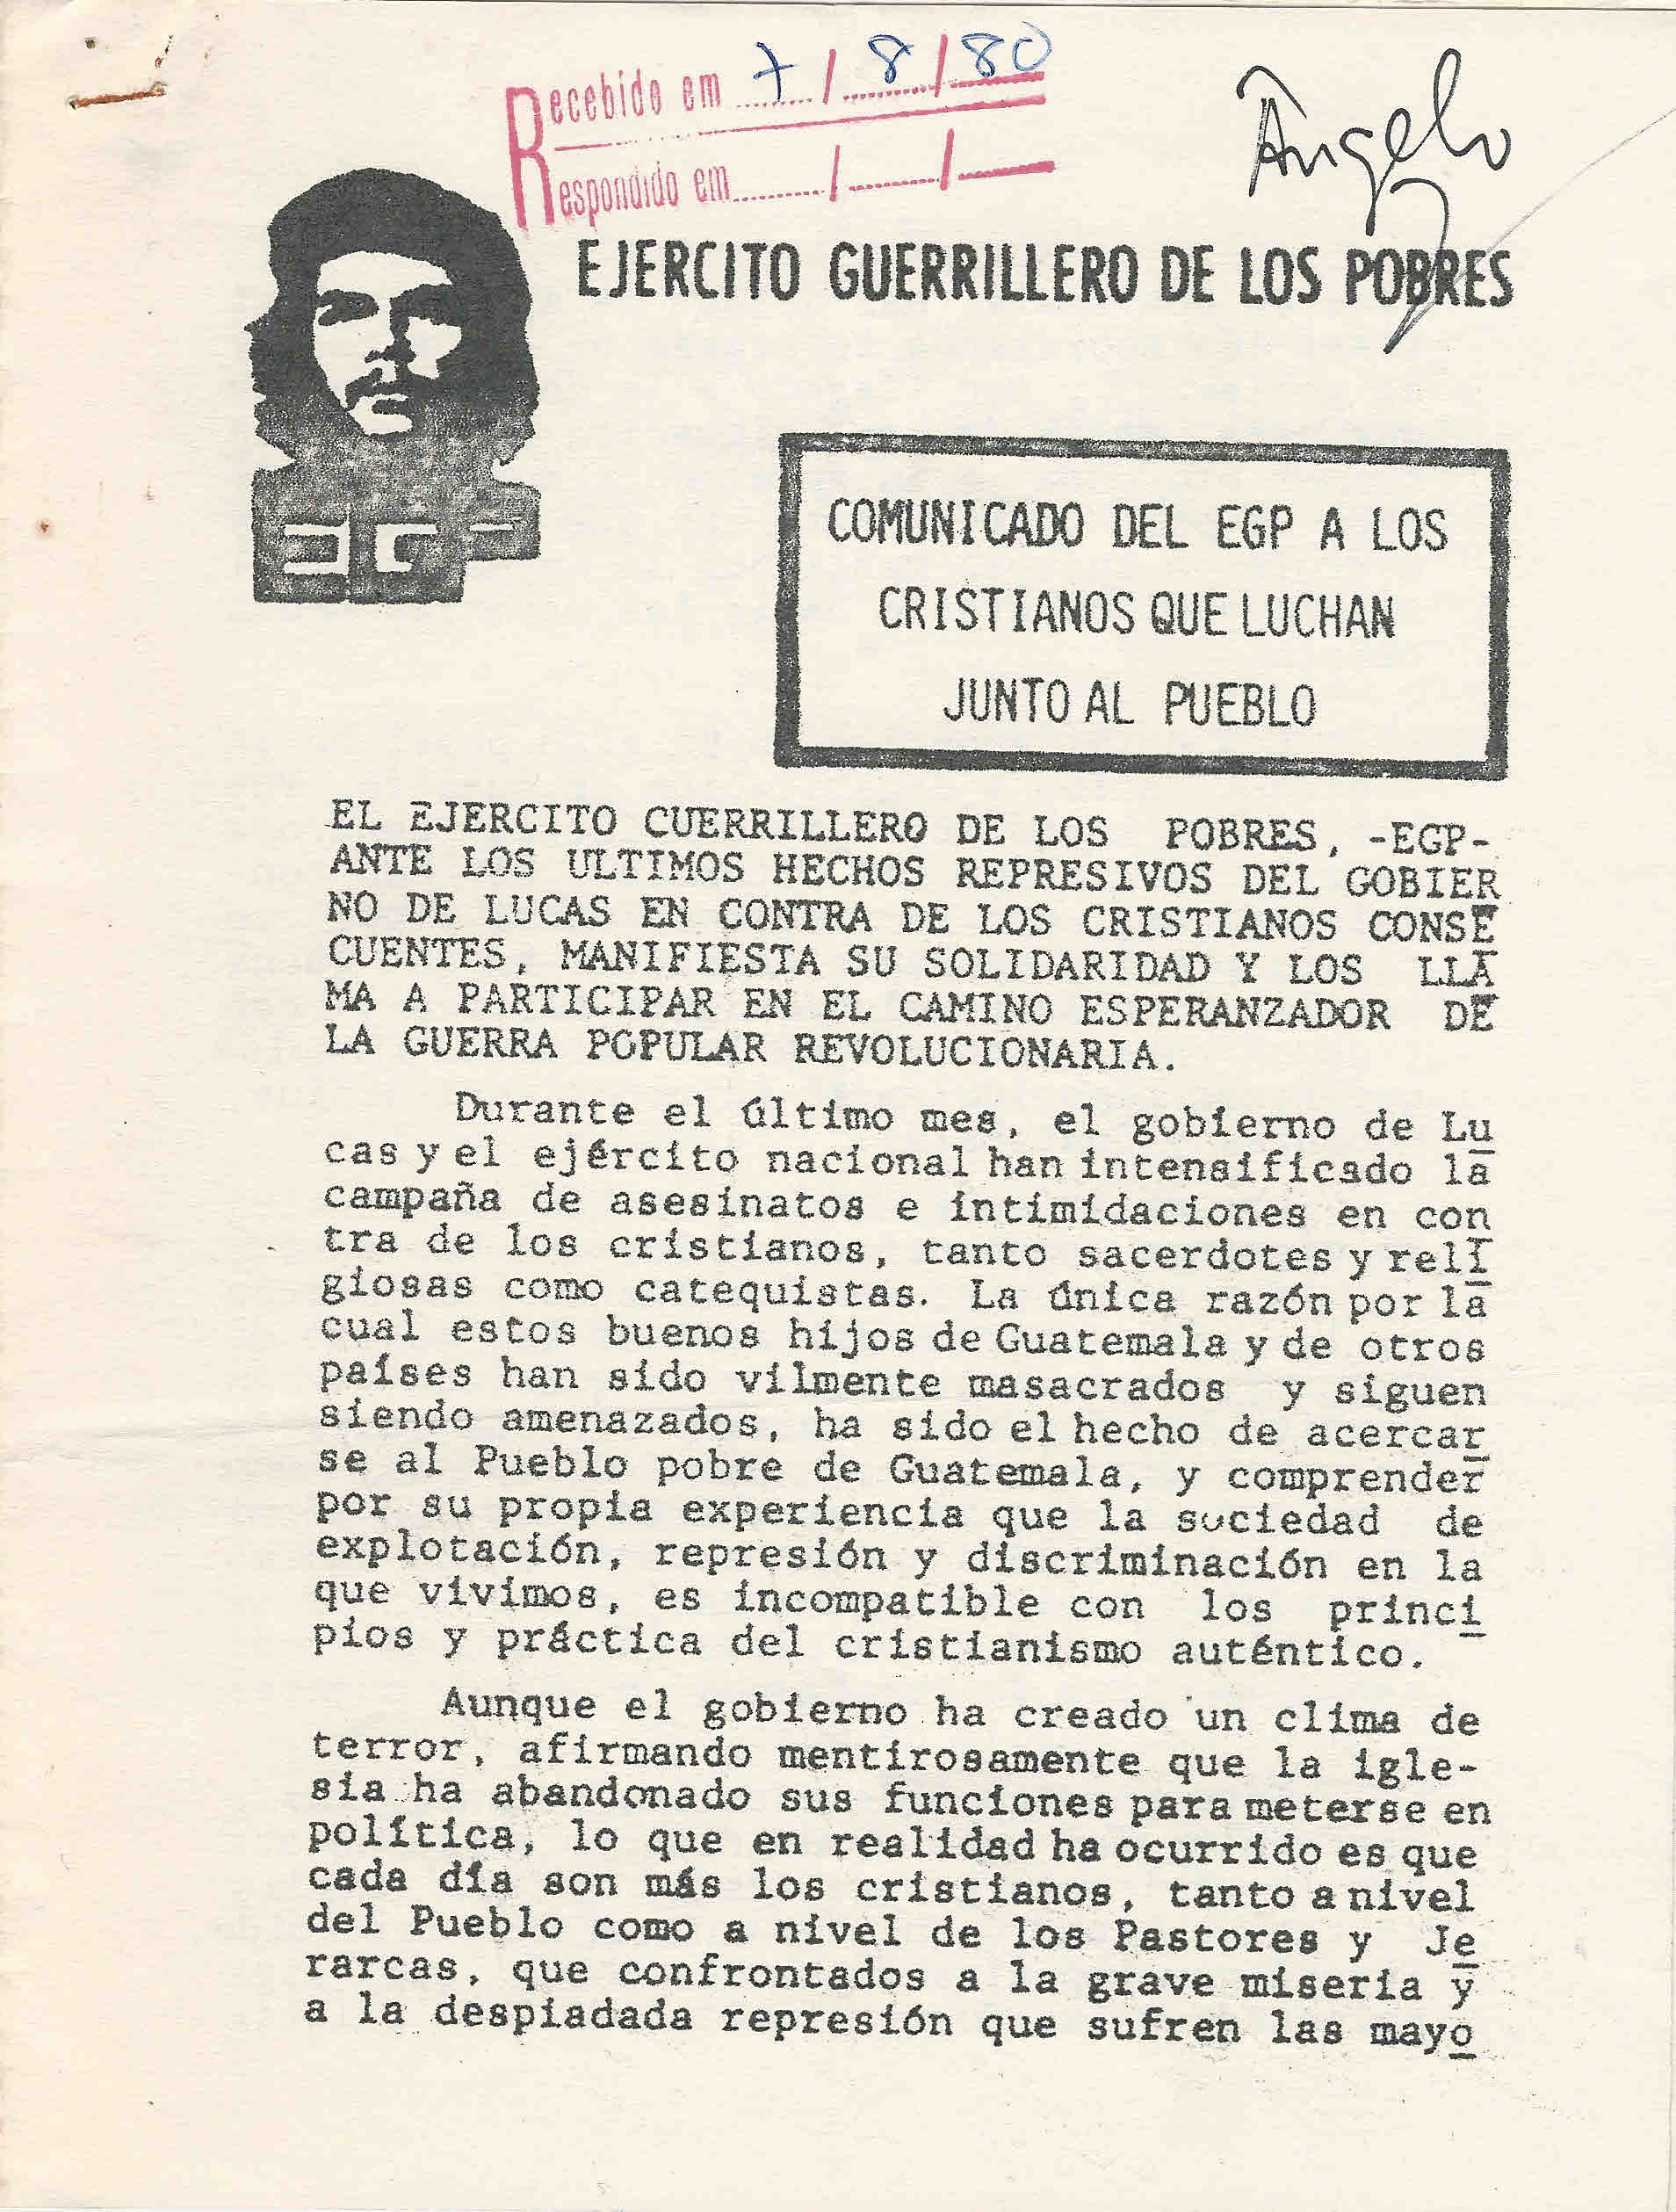 Recebido em 7/8/80
Respondido em ___/___/___
Ângelo
EJERCITO GUERRILLERO DE LOS POBRES
EGP
COMUNICADO DEL EGP A LOS
CRISTIANOS QUE LUCHAN
JUNTO AL PUEBLO
EL EJERCITO CUERRILLERO DE LOS POBRES, -EGP-
ANTE LOS ULTIMOS HECHOS REPRESIVOS DEL GOBIER
NO DE LUCAS EN CONTRA DE LOS CRISTIANOS CONSE
CUENTES, MANIFIESTA SU SOLIDARIDAD Y LOS LLA
MA A PARTICIPAR EN EL CAMINO ESPERANZADOR DE
LA GUERRA POPULAR REVOLUCIONARIA.
Durante el último mes, el gobierno de Lu
cas y el ejército nacional han intensificado la
campaña de asesinatos e intimidaciones en con
tra de los cristianos, tanto sacerdotes y reli
giosas como catequistas. La única razón por la
cual estos buenos hijos de Guatemala y de otros
países han sido vilmente masacrados y siguen
siendo amenazados, ha sido el hecho de acercar
se al Pueblo pobre de Guatemala, y comprender
por su propia experiencia que la sociedad de
explotación, represión y discriminación en la
que vivimos, es incompatible con los princi
pios y práctica del cristianismo auténtico.
Aunque el gobierno ha creado un clima de
terror, afirmando mentirosamente que la igle-
sia ha abandonado sus funciones para meterse en
política, lo que en realidad ha ocurrido es que
cada día son más los cristianos, tanto a nivel
del Pueblo como a nivel de los Pastores y Je
rarcas, que confrontados a la grave miseria y
a la despiadada represión que sufren las mayo